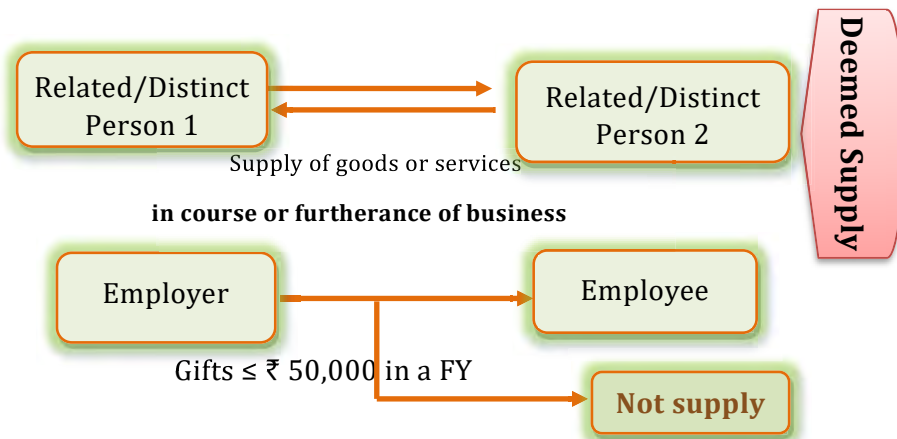 Related/Distinct
Person 1
Related/Distinct
Person 2
Deemed Supply
Supply of goods or services
in course or furtherance of business
Employer
Employee
Gifts ≤ ₹ 50,000 in a FY
Not supply